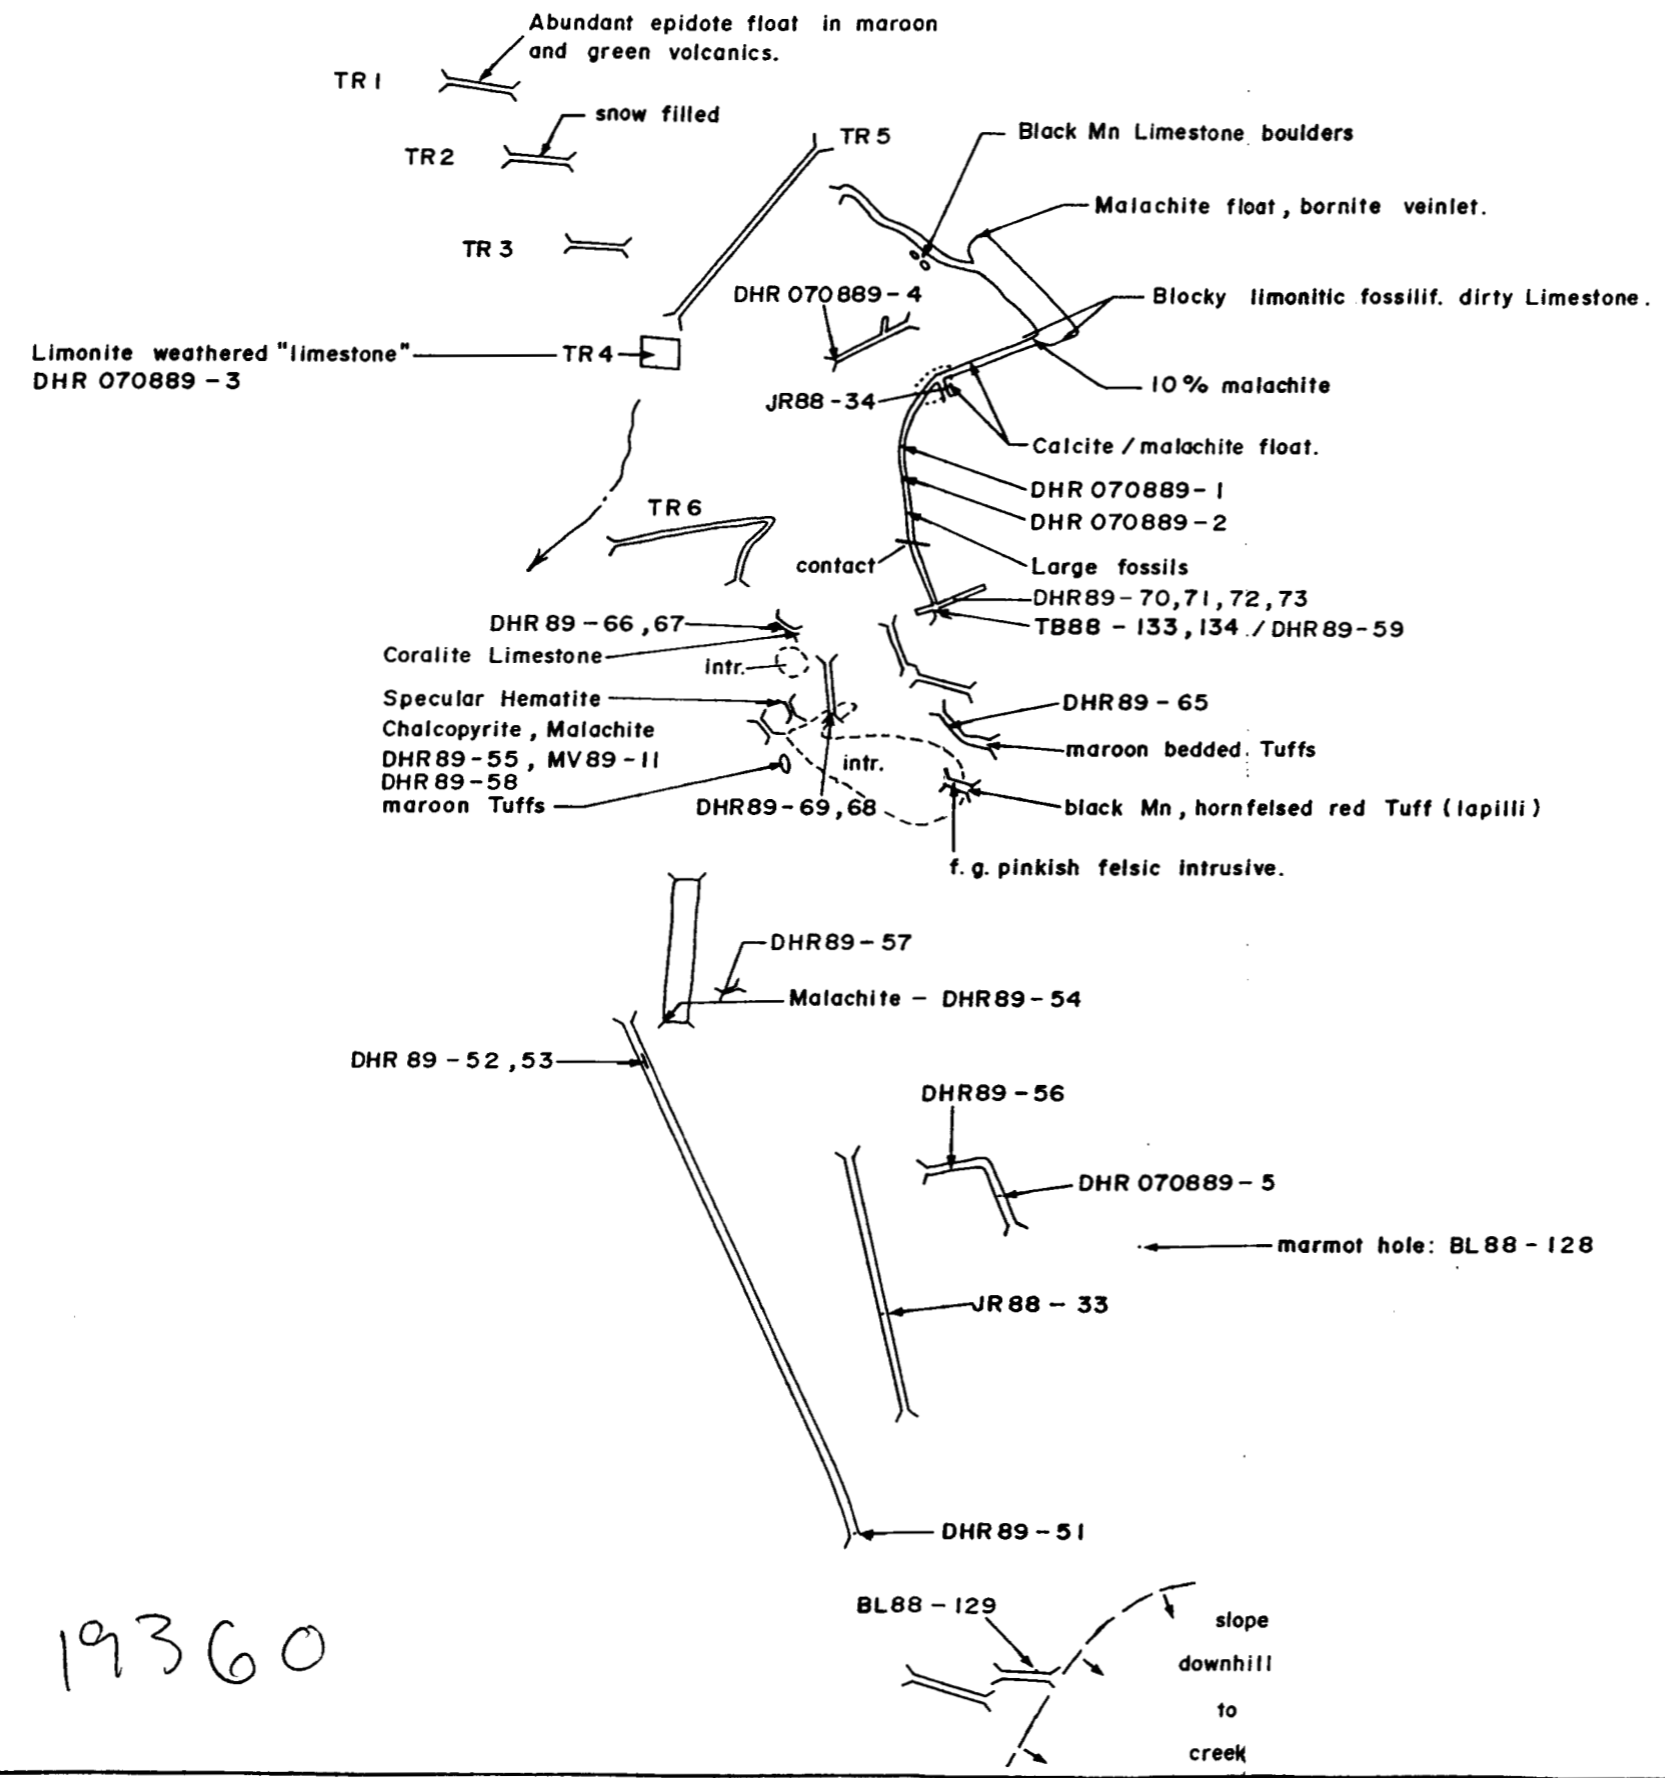 Abundant epidote float in maroon
and green volcanics.
TR 1
snow filled
TR 2
TR 5
Black Mn Limestone boulders
Malachite float, bornite veinlet.
TR 3
DHR 070889-4
Blocky limonitic fossilif. dirty Limestone.
Limonite weathered "limestone"
DHR 070889-3
TR 4
10% malachite
JR88-34
Calcite / malachite float.
DHR 070889-1
DHR 070889-2
TR 6
contact
Large fossils
DHR89-70,71,72,73
TB88-133,134 / DHR89-59
DHR 89-66,67
Coralite Limestone
intr.
Specular Hematite
Chalcopyrite, Malachite
DHR89-55, MV89-11
DHR89-58
maroon Tuffs
DHR89-65
maroon bedded Tuffs
intr.
DHR89-69,68
black Mn, hornfelsed red Tuff (lapilli)
f.g. pinkish felsic intrusive.
DHR89-57
Malachite - DHR89-54
DHR 89-52,53
DHR89-56
DHR 070889-5
marmot hole: BL88-128
JR88-33
DHR89-51
BL88-129
slope
downhill
to
creek
19360